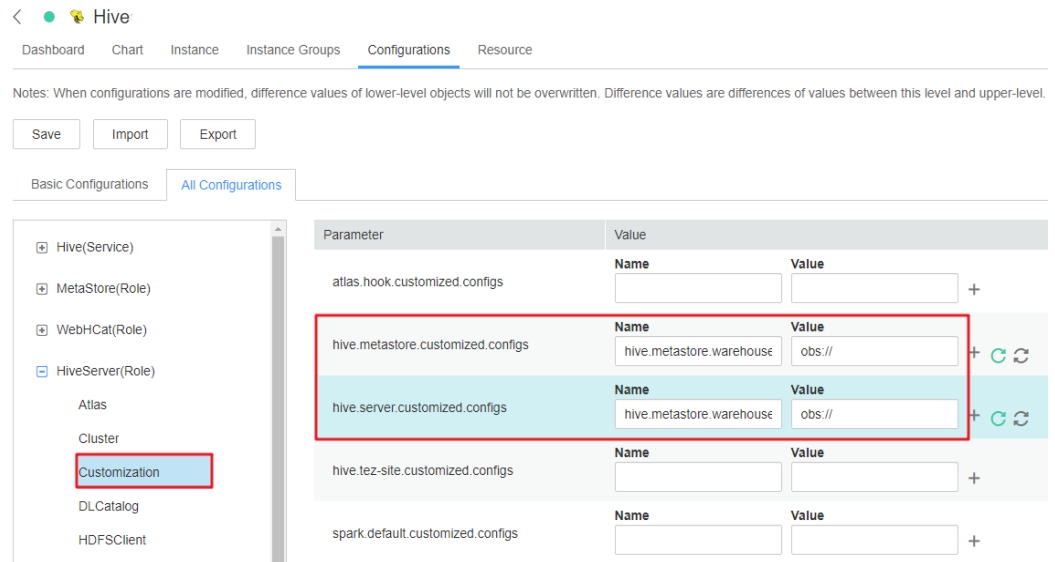 Hive
Dashboard Chart Instance Instance Groups Configurations Resource
Notes: When configurations are modified, difference values of lower-level objects will not be overwritten. Difference values are differences of values between this level and upper-level.
Save Import Export
Basic Configurations All Configurations
Hive(Service)
MetaStore(Role)
WebHCat(Role)
HiveServer(Role)
Atlas
Cluster
Customization
DLCatalog
HDFSClient
Parameter Value
Name Value
atlas.hook.customized.configs
Name Value
hive.metastore.customized.configs hive.metastore.warehouse obs://
Name Value
hive.server.customized.configs hive.metastore.warehouse obs://
Name Value
hive.tez-site.customized.configs
Name Value
spark.default.customized.configs